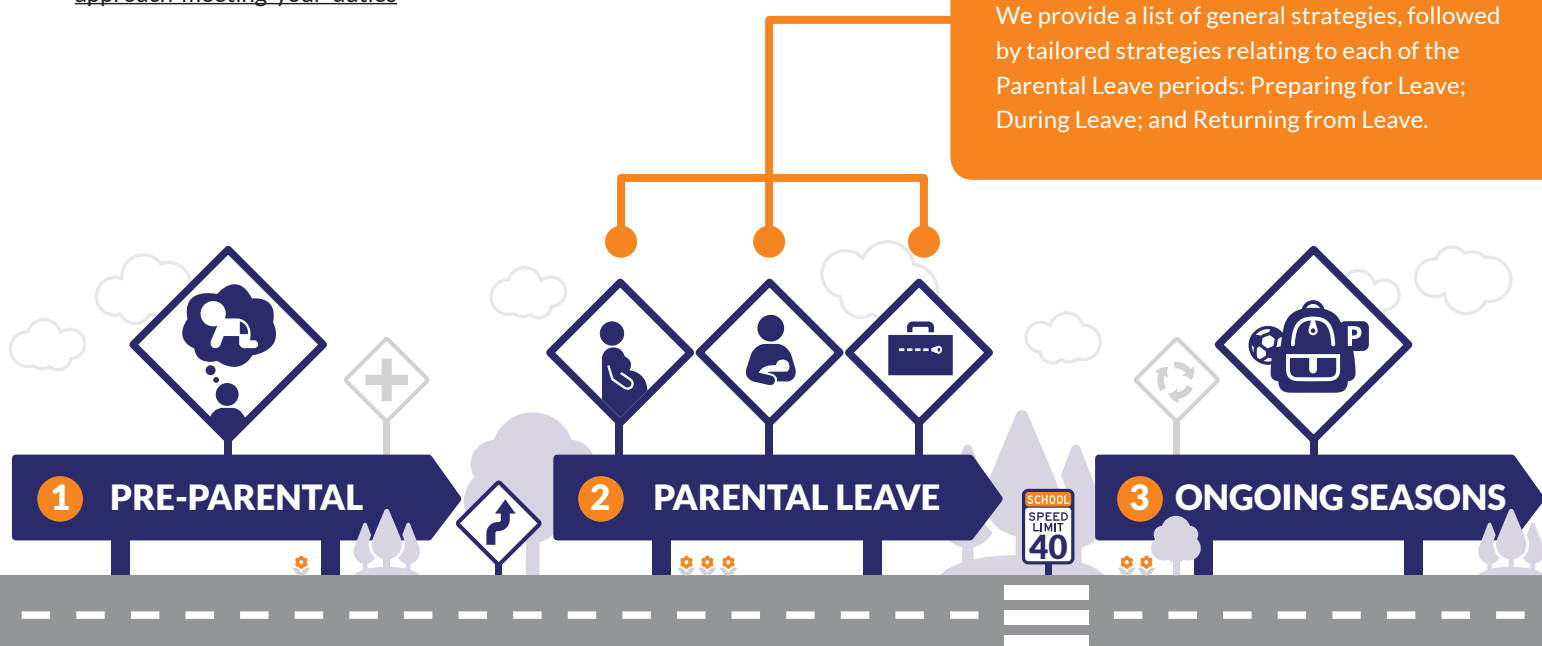 approach meeting your duties
We provide a list of general strategies, followed
by tailored strategies relating to each of the
Parental Leave periods: Preparing for Leave;
During Leave; and Returning from Leave.
P
1 PRE-PARENTAL
2 PARENTAL LEAVE
SCHOOL
SPEED
LIMIT
40
3 ONGOING SEASONS